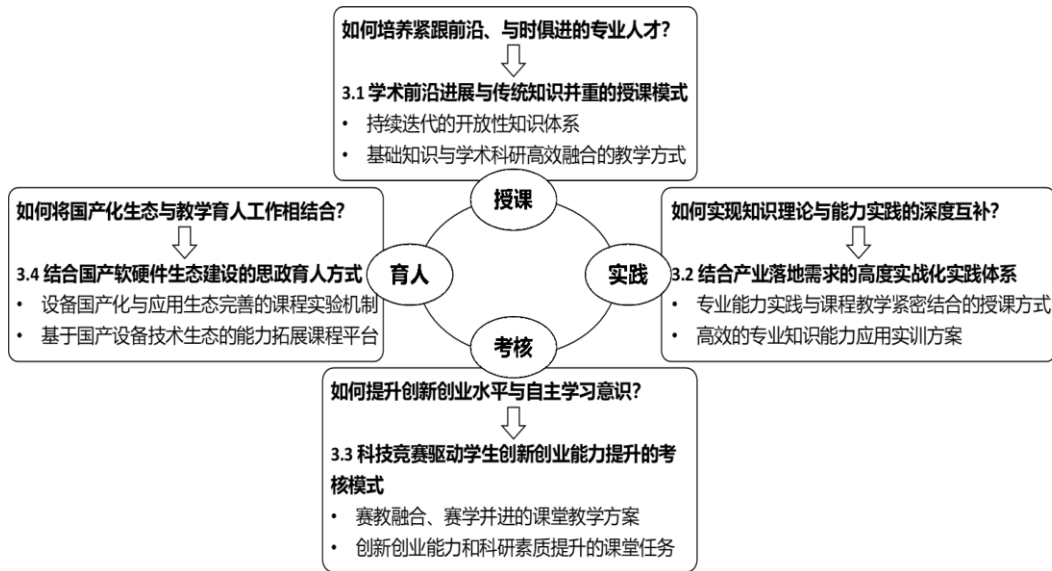 如何培养紧跟前沿、与时俱进的专业人才？
3.1 学术前沿进展与传统知识并重的授课模式
• 持续迭代的开放性知识体系
• 基础知识与学术科研高效融合的教学方式
授课
如何将国产化生态与教学育人工作相结合？
3.4 结合国产软硬件生态建设的思政育人方式
• 设备国产化与应用生态完善的课程实验机制
• 基于国产设备技术生态的能力拓展课程平台
育人
实践
如何实现知识理论与能力实践的深度互补？
3.2 结合产业落地需求的高度实战化实践体系
• 专业能力实践与课程教学紧密结合的授课方式
• 高效的专业知识能力应用实训方案
考核
如何提升创新创业水平与自主学习意识？
3.3 科技竞赛驱动学生创新创业能力提升的考
核模式
• 赛教融合、赛学并进的课堂教学方案
• 创新创业能力和科研素质提升的课堂任务